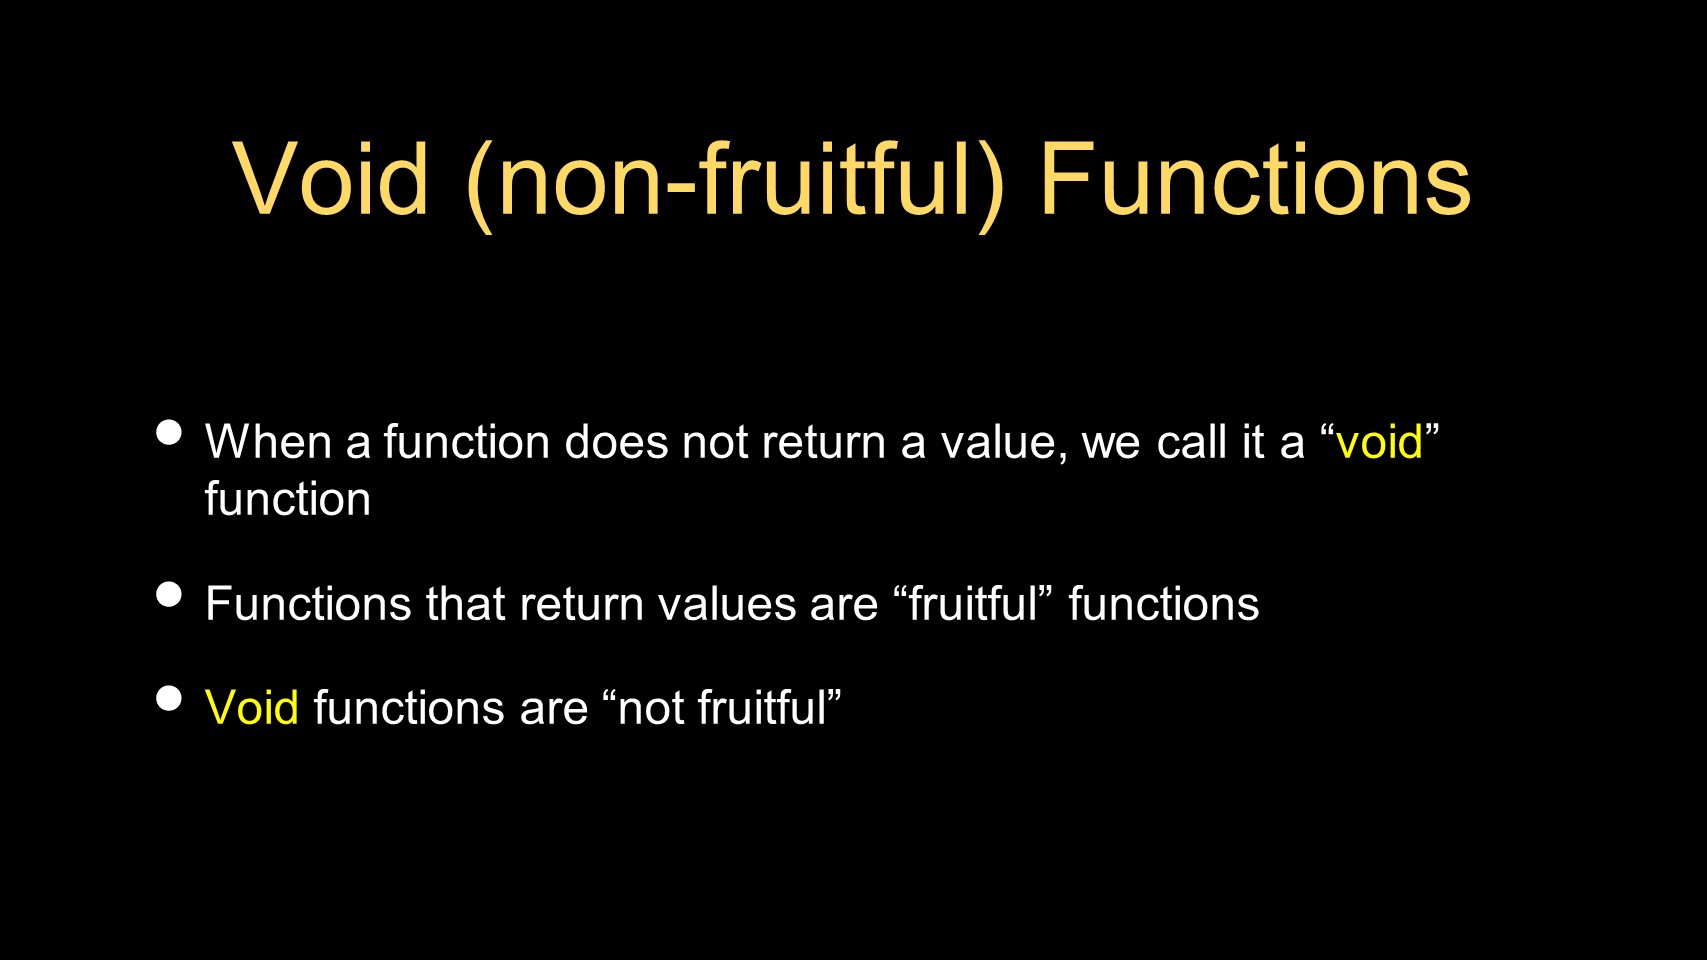 Void (non-fruitful) Functions
• When a function does not return a value, we call it a “void”
function
• Functions that return values are “fruitful” functions
• Void functions are “not fruitful”